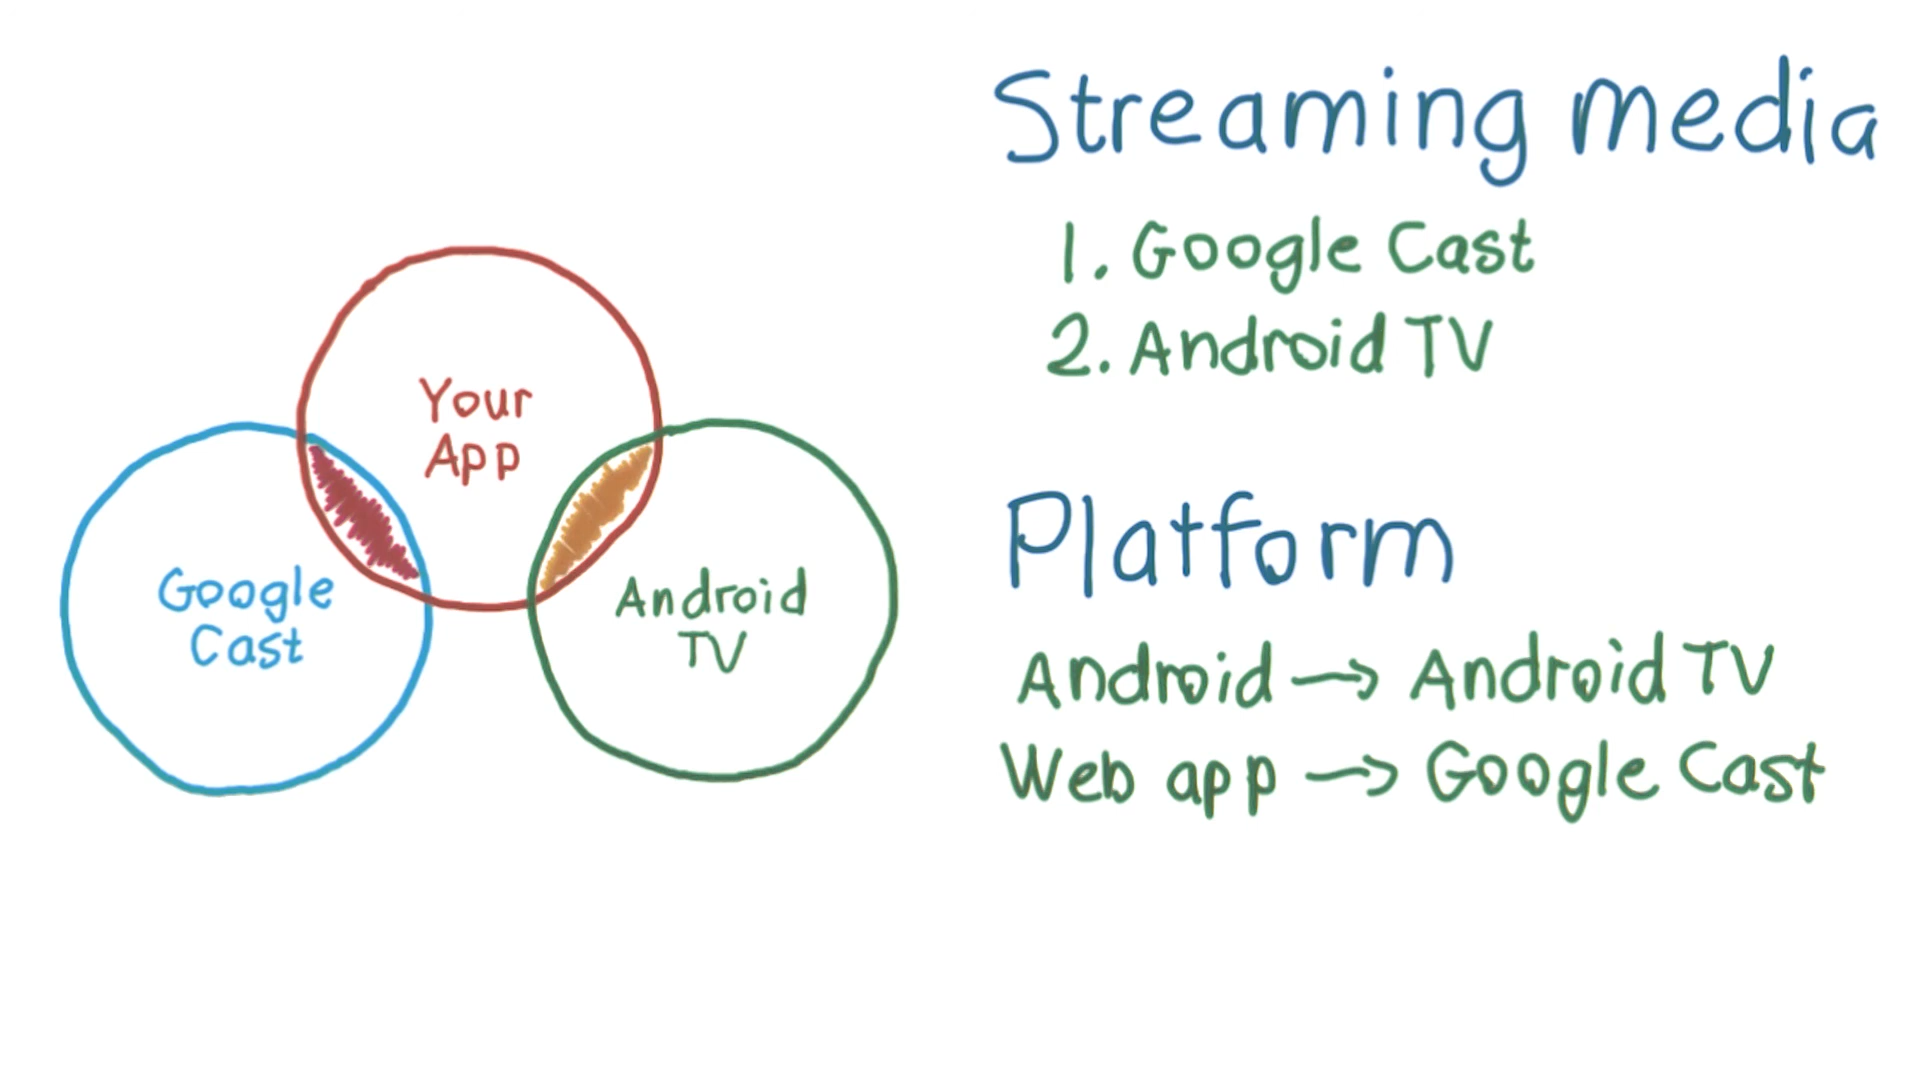 Your
App
Google
Cast
Android
TV
Streaming media
1. Google Cast
2. Android TV
Platform
Android → Android TV
Web app → Google Cast